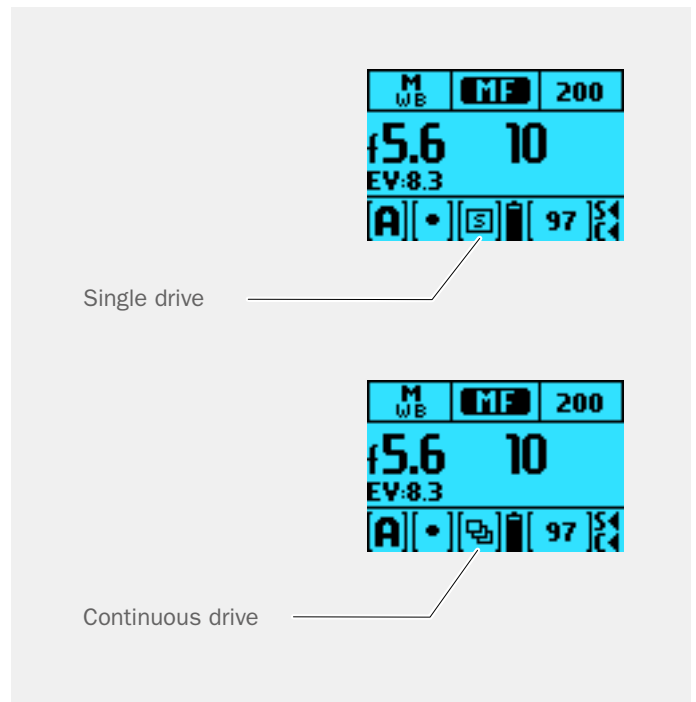 M MF 200
WB
f5.6 10
EV:8.3
[A][•][S][ 97 ]S
C
Single drive
M MF 200
WB
f5.6 10
EV:8.3
[A][•][ ][ 97 ]S
C
Continuous drive